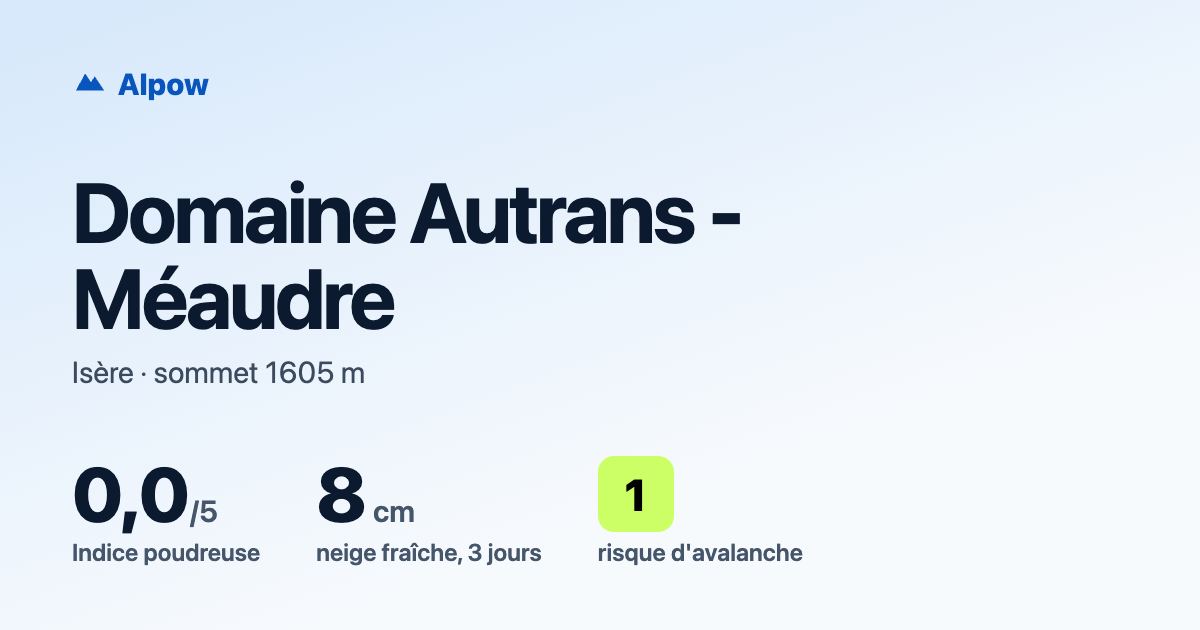 Alpow
Domaine Autrans -
Méaudre
Isère · sommet 1605 m
0,0/5
8 cm
1
Indice poudreuse
neige fraîche, 3 jours
risque d'avalanche